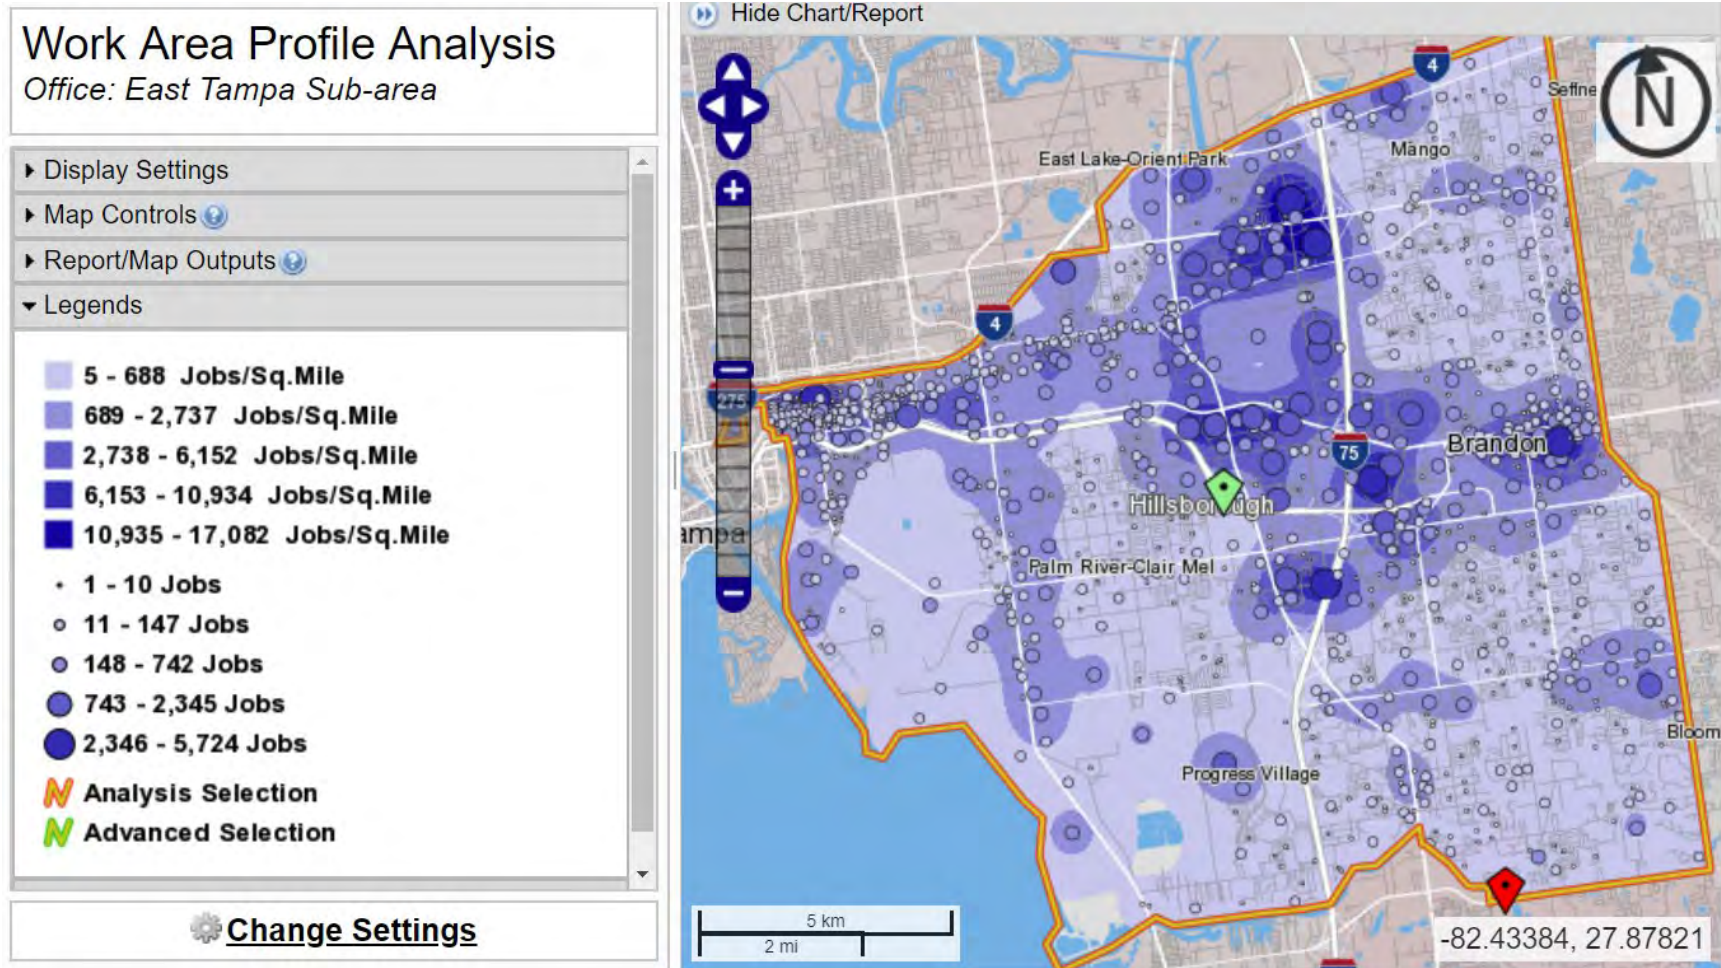 Work Area Profile Analysis
Office: East Tampa Sub-area
Display Settings
Map Controls ?
Report/Map Outputs ?
Legends
5 - 688 Jobs/Sq.Mile
689 - 2,737 Jobs/Sq.Mile
2,738 - 6,152 Jobs/Sq.Mile
6,153 - 10,934 Jobs/Sq.Mile
10,935 - 17,082 Jobs/Sq.Mile
1 - 10 Jobs
11 - 147 Jobs
148 - 742 Jobs
743 - 2,345 Jobs
2,346 - 5,724 Jobs
Analysis Selection
Advanced Selection
Change Settings
Hide Chart/Report
4
N
Seffne
Mango
East Lake-Orient Park
4
275
Brandon
75
Hillsborough
ampa
Palm River-Clair Mel
Bloom
Progress Village
5 km
2 mi
-82.43384, 27.87821